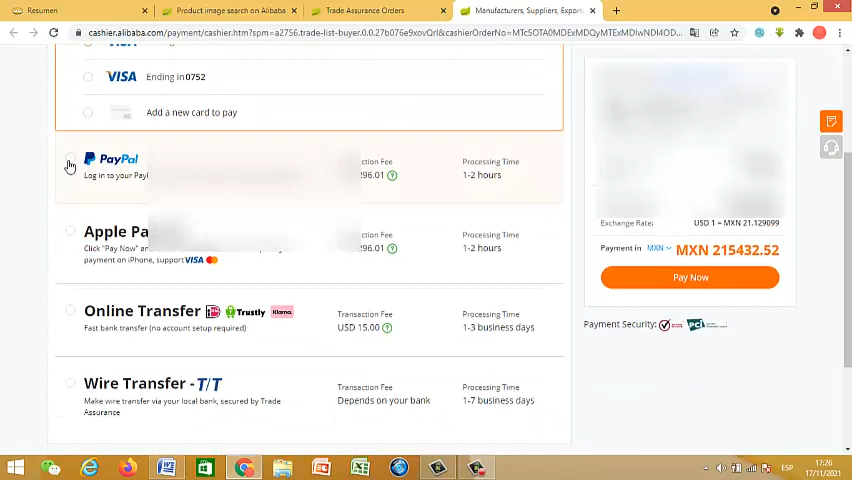 Resumen
Product image search on Alibaba
Trade Assurance Orders
Manufacturers, Suppliers, Export
cashier.alibaba.com/payment/cashier.htm?spm=a2756.trade-list-buyer.0.0.27b076e9xovQrl&cashierOrderNo=MTc5OTA0MDExMDQyMTExMDIwNDI4OD...
VISA Ending in 0752
Add a new card to pay
PayPal
Log in to your
296.01
1-2 hours
Processing Time
Apple
Click "Pay Now"
payment on iPhone, support VISA
296.01
Processing Time
1-2 hours
Online Transfer iD Trustly Klarna.
Fast bank transfer (no account setup required)
Transaction Fee
USD 15.00
Processing Time
1-3 business days
Wire Transfer - T/T
Make wire transfer via your local bank, secured by Trade
Assurance
Transaction Fee
Depends on your bank
Processing Time
1-7 business days
Exchange Rate: USD 1 = MXN 21.129099
Payment in MXN MXN 215432.52
Pay Now
Payment Security: PCI
ESP
17:26
17/11/2021